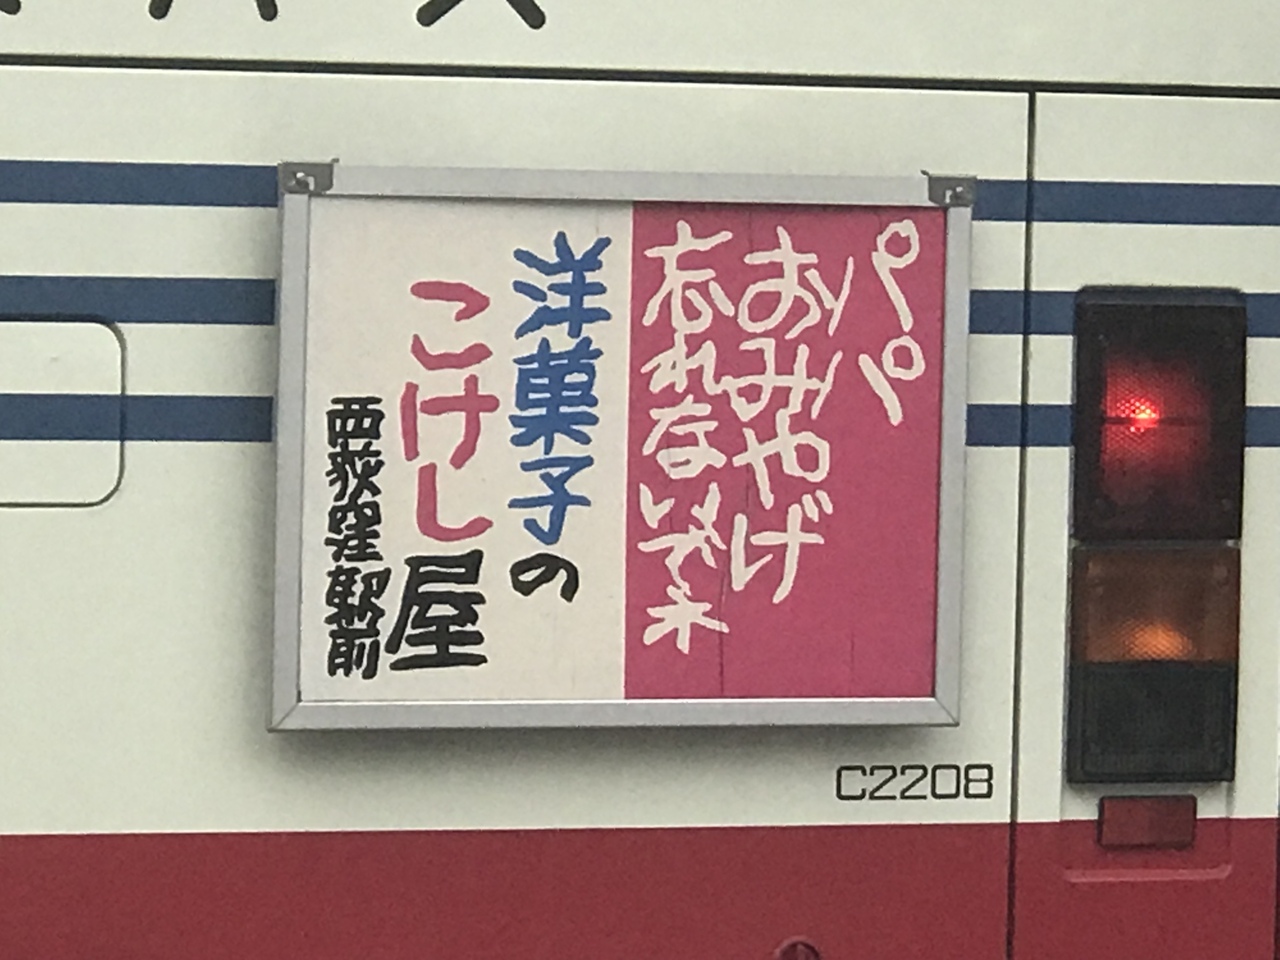 パパ
おみやげ
忘れないでネ
洋菓子の
こけし屋
西荻窪駅前
C2208